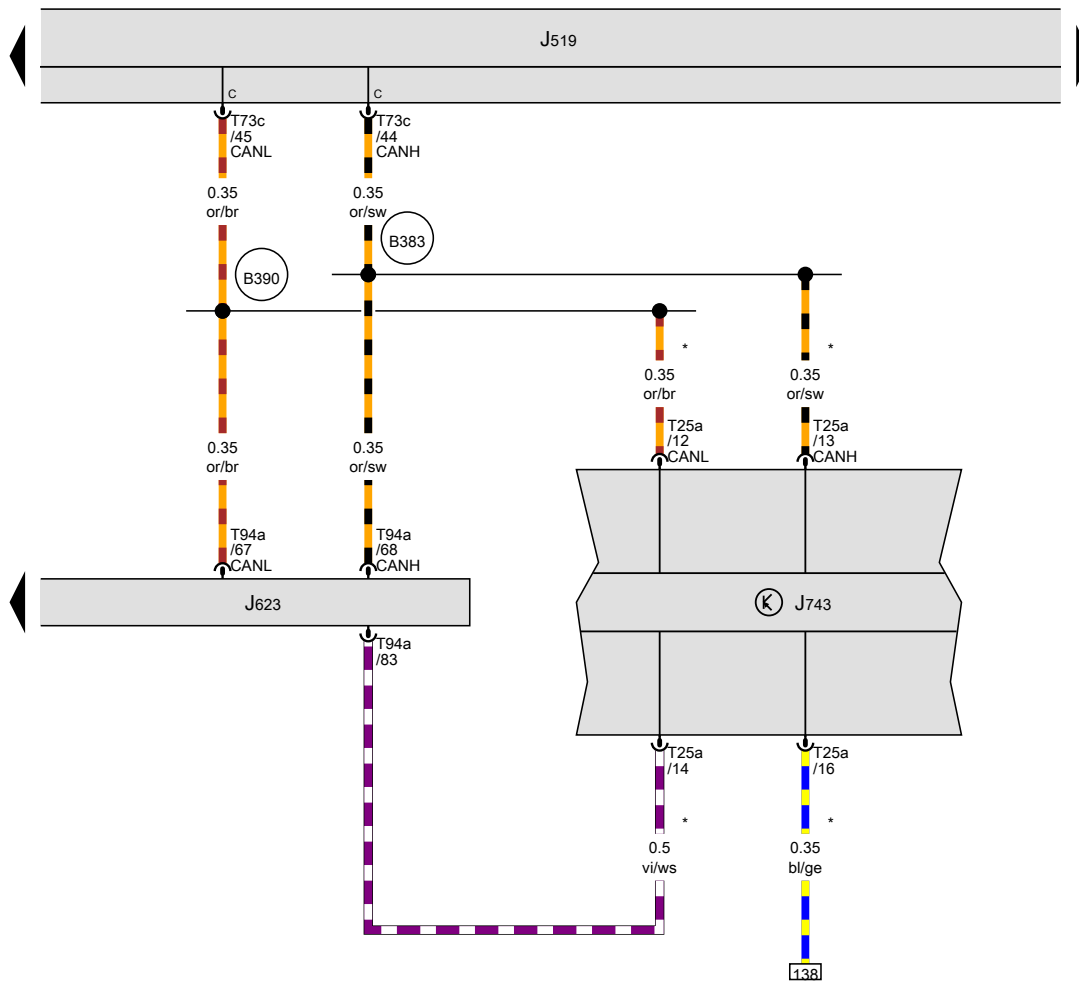 J519
c
c
T73c
/45
CANL
T73c
/44
CANH
0.35
or/br
0.35
or/sw
B383
B390
*
*
0.35
or/br
0.35
or/sw
T25a
/12
CANL
T25a
/13
CANH
0.35
or/br
0.35
or/sw
T94a
/67
CANL
T94a
/68
CANH
J623
J743
T94a
/83
T25a
/14
T25a
/16
*
*
0.5
vi/ws
0.35
bl/ge
138